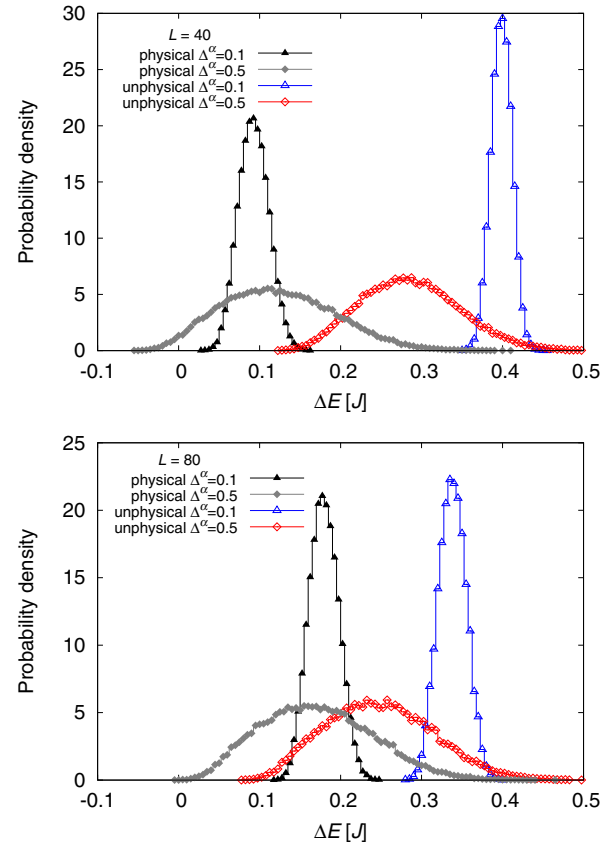 L = 40
physical Δ^α=0.1
physical Δ^α=0.5
unphysical Δ^α=0.1
unphysical Δ^α=0.5
Probability density
30
25
20
15
10
5
0
-0.1 0 0.1 0.2 0.3 0.4 0.5
ΔE [J]
L = 80
physical Δ^α=0.1
physical Δ^α=0.5
unphysical Δ^α=0.1
unphysical Δ^α=0.5
Probability density
25
20
15
10
5
0
-0.1 0 0.1 0.2 0.3 0.4 0.5
ΔE [J]